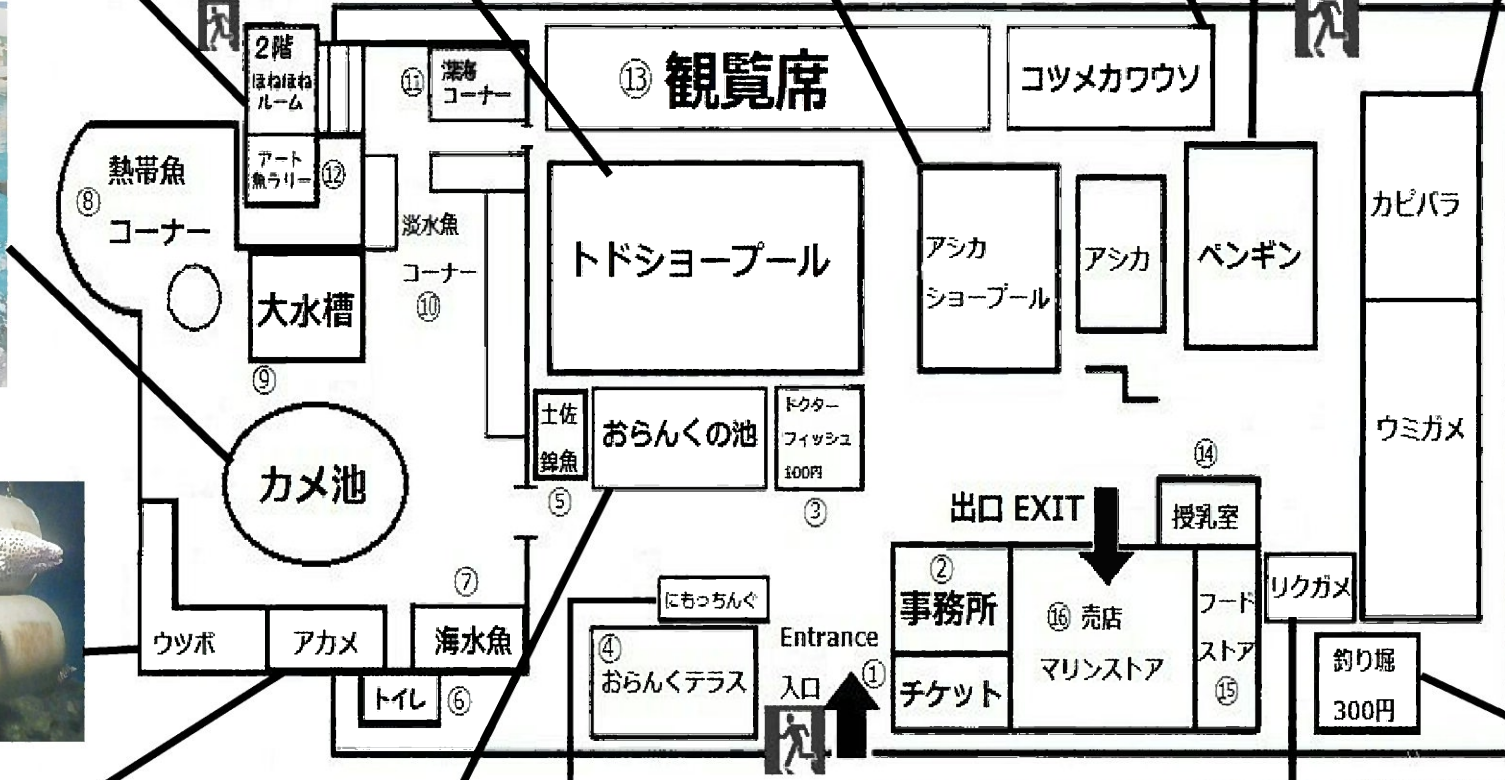 2階
ほねほね
ルーム
アート
魚ラリー
⑫
⑪
深海
コーナー
⑬ 観覧席
コツメカワウソ
⑧
熱帯魚
コーナー
淡水魚
コーナー
⑩
大水槽
⑨
トドショープール
アシカ
ショープール
アシカ
ペンギン
カピバラ
ウミガメ
カメ池
土佐
錦魚
⑤
おらんくの池
ドクター
フィッシュ
100円
③
⑭
授乳室
出口 EXIT
⑦
ウツボ
アカメ
海水魚
トイレ
⑥
にもっちんぐ
④
おらんくテラス
Entrance
入口
①
②
事務所
チケット
⑯ 売店
マリンストア
フード
ストア
⑮
リクガメ
釣り堀
300円